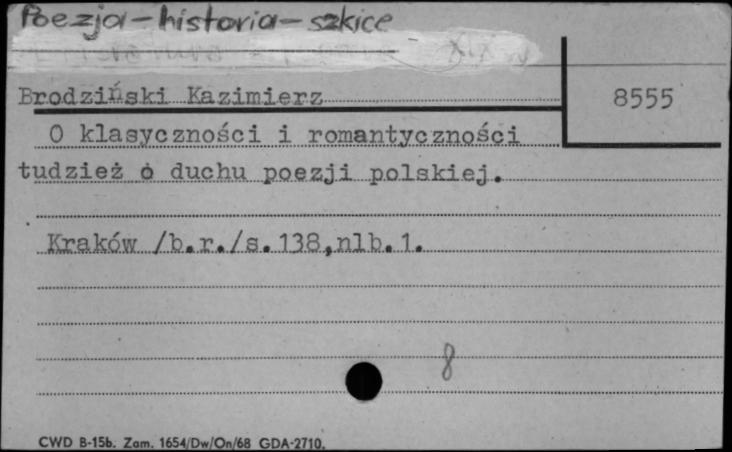 Poezja – historia – szkice
Brodziński Kazimierz
8555
O klasyczności i romantyczności
tudzież o duchu poezji polskiej.
Kraków /b.r./s.138,nlb.1.
8
CWD B-15b. Zam. 1654/Dw/On/68 GDA-2710.